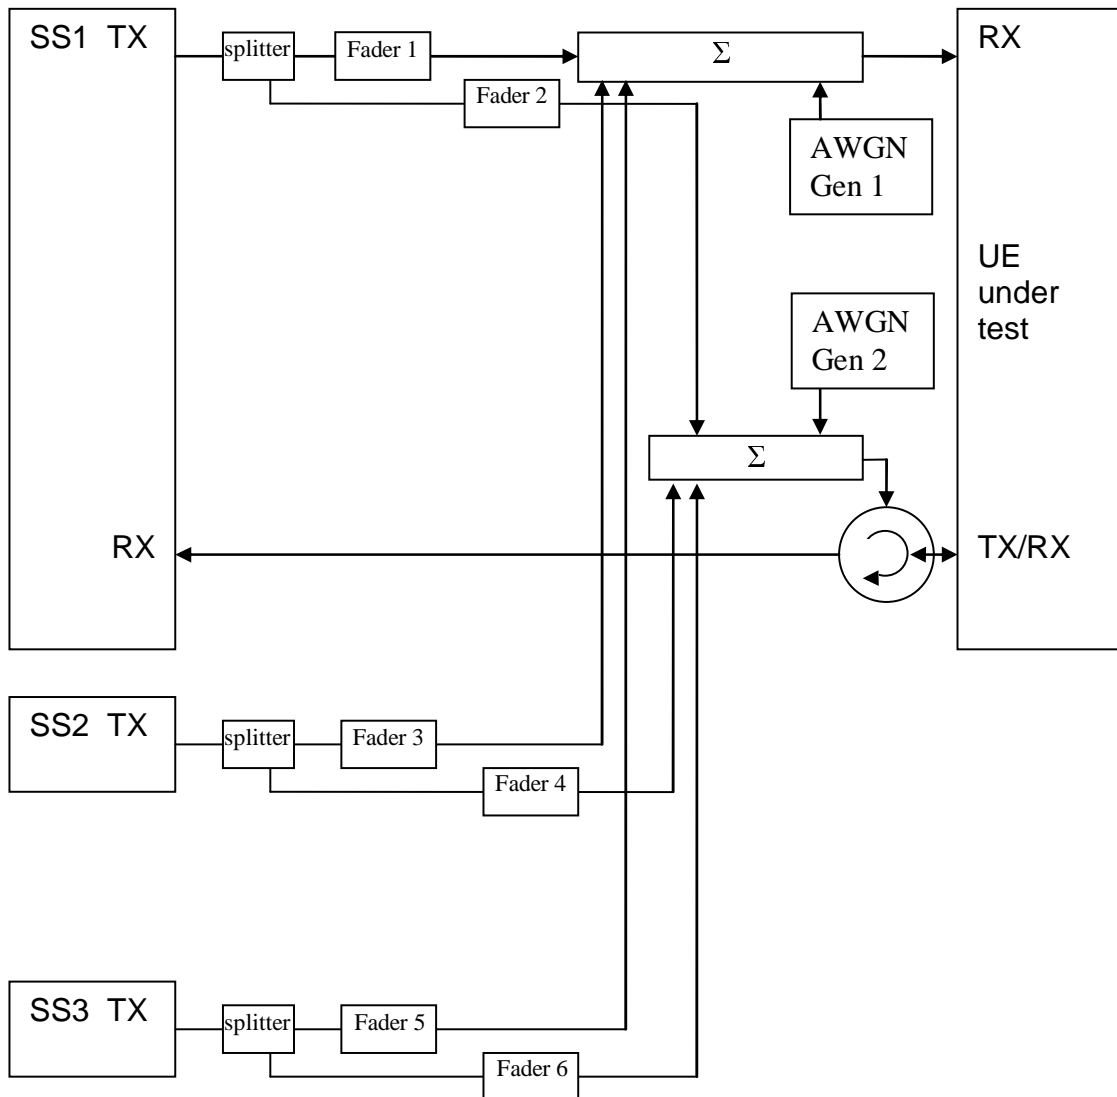 SS1 TX
splitter
Fader 1
Σ
RX
Fader 2
AWGN
Gen 1
UE
under
test
AWGN
Gen 2
Σ
RX
TX/RX
SS2 TX
splitter
Fader 3
Fader 4
SS3 TX
splitter
Fader 5
Fader 6